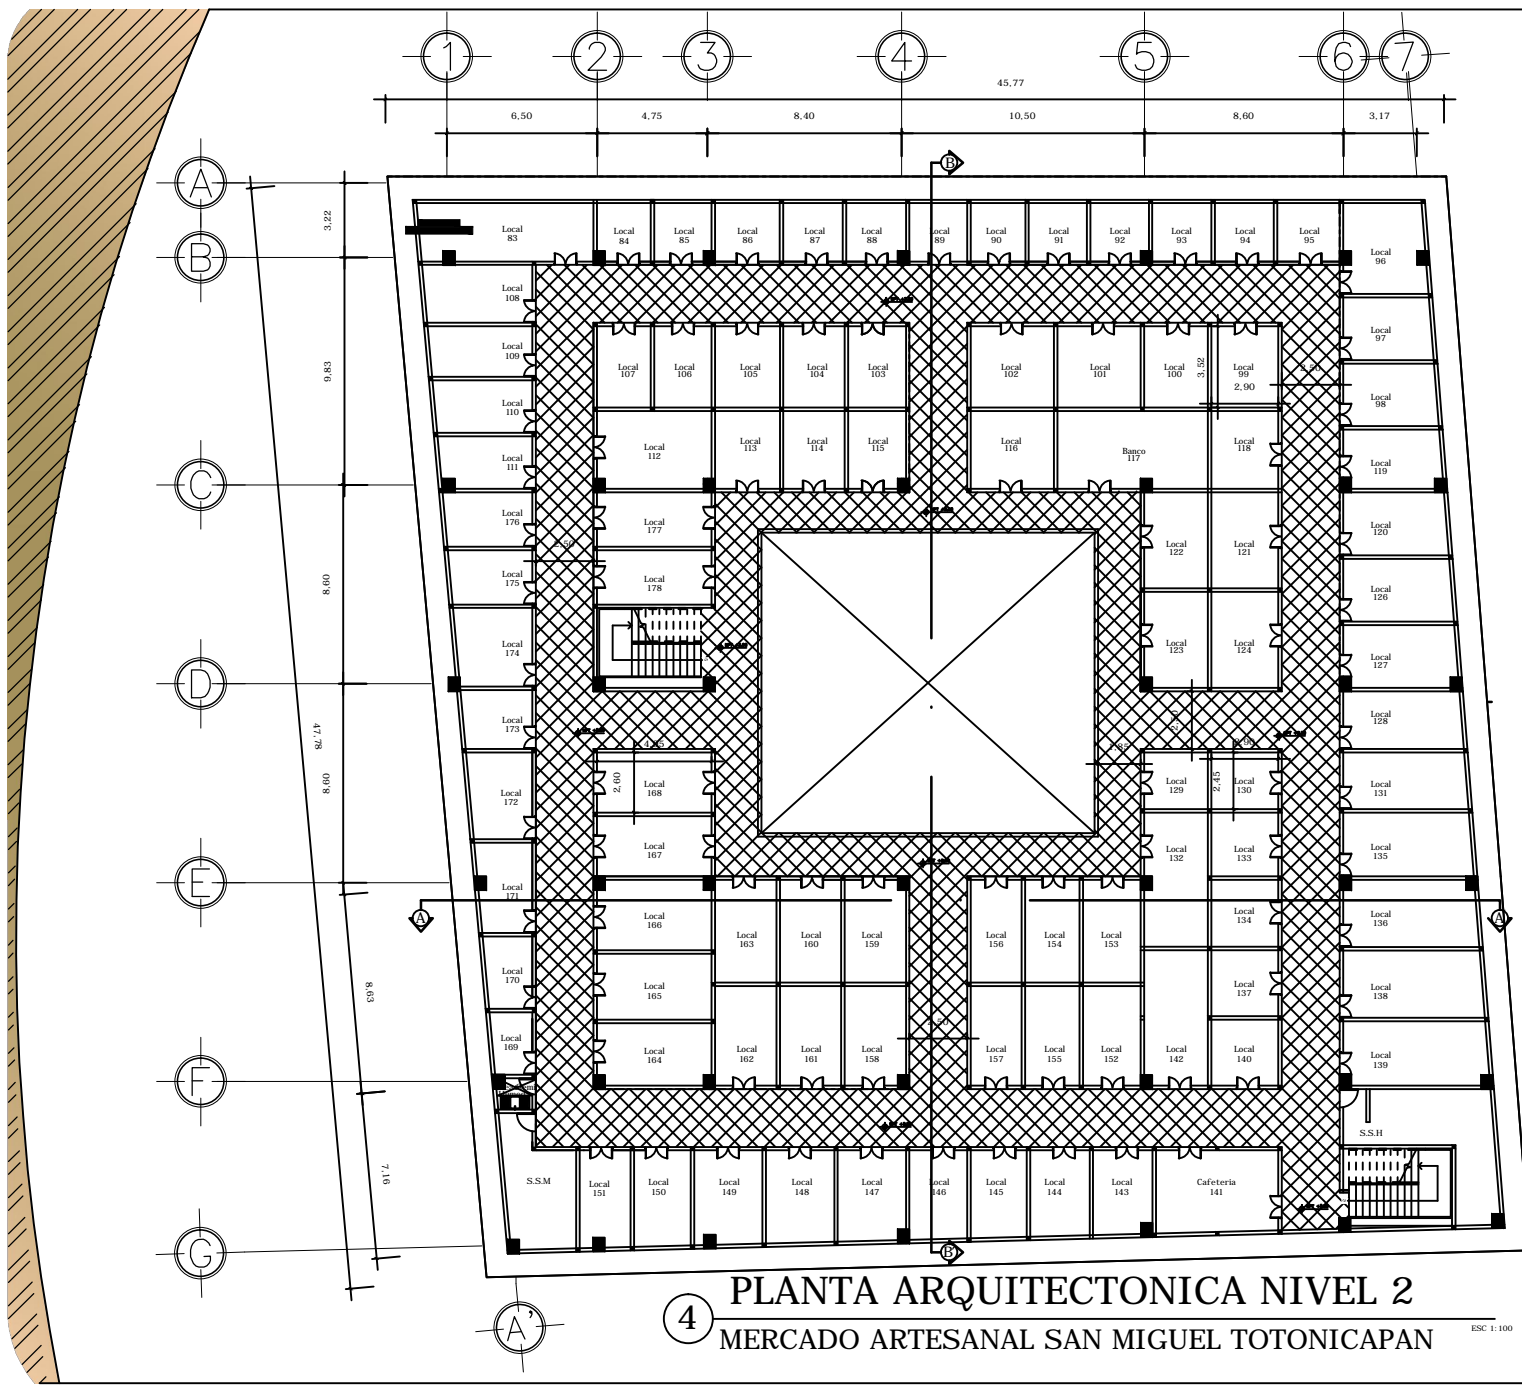 1 2 3 4 5 6 7
45,77
6,50 4,75 8,40 10,50 8,60 3,17
B
A
3,22
B
9,83
C
8,60
D
47,78
8,60
E
8,63
F
7,16
G
A'
Local
83
Local
84
Local
85
Local
86
Local
87
Local
88
Local
89
Local
90
Local
91
Local
92
Local
93
Local
94
Local
95
Local
96
Local
108
Local
109
Local
110
Local
111
Local
107
Local
106
Local
105
Local
104
Local
103
Local
102
Local
101
Local
100
Local
99
3,52
2,90
2,50
Local
97
Local
98
Local
112
Local
113
Local
114
Local
115
Local
116
Banco
117
Local
118
Local
119
Local
176
Local
175
Local
174
Local
173
Local
172
Local
171
Local
170
Local
169
2,50
Local
177
Local
178
Local
122
Local
121
Local
123
Local
124
Local
120
Local
126
Local
127
Local
128
Local
131
Local
135
Local
136
Local
138
Local
139
2,50
1,85
2,90
2,45
2,60
Local
168
Local
167
Local
166
Local
165
Local
164
Local
129
Local
130
Local
132
Local
133
Local
134
Local
137
Local
140
Local
142
Local
163
Local
160
Local
159
Local
162
Local
161
Local
158
Local
156
Local
154
Local
153
Local
157
Local
155
Local
152
2,50
A
A
S.S.M
Local
151
Local
150
Local
149
Local
148
Local
147
Local
146
Local
145
Local
144
Local
143
Cafeteria
141
S.S.H
B'
4
PLANTA ARQUITECTONICA NIVEL 2
MERCADO ARTESANAL SAN MIGUEL TOTONICAPAN
ESC 1:100